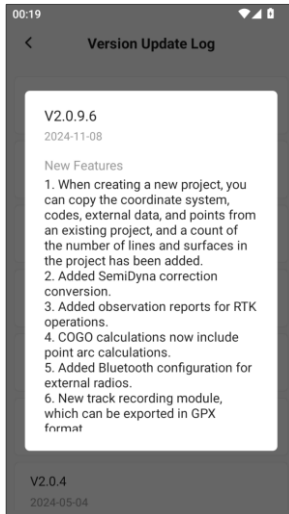 00:19
Version Update Log
V2.0.9.6
2024-11-08
New Features
1. When creating a new project, you
can copy the coordinate system,
codes, external data, and points from
an existing project, and a count of
the number of lines and surfaces in
the project has been added.
2. Added SemiDyna correction
conversion.
3. Added observation reports for RTK
operations.
4. COGO calculations now include
point arc calculations.
5. Added Bluetooth configuration for
external radios.
6. New track recording module,
which can be exported in GPX
format
V2.0.4
2024-05-04